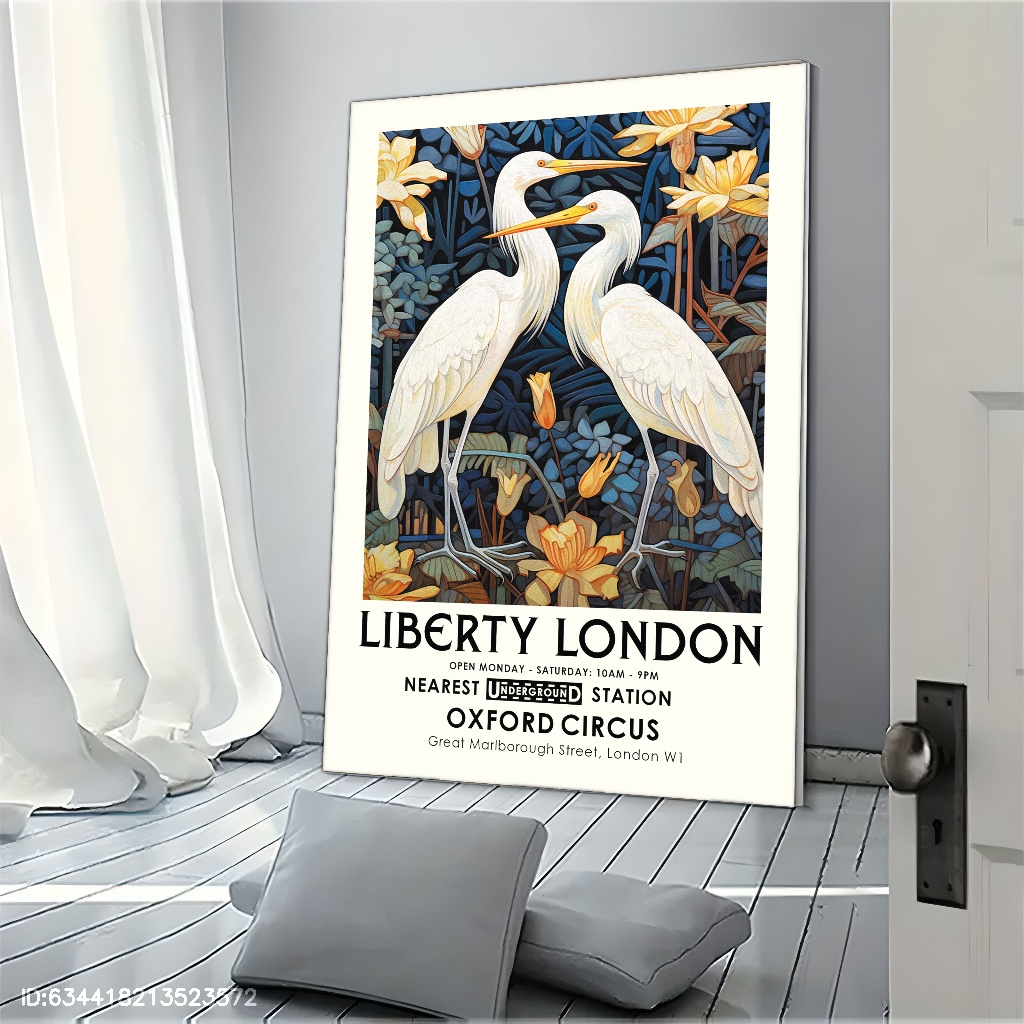 LIBERTY LONDON
OPEN MONDAY - SATURDAY: 10AM - 9PM
NEAREST UNDERGROUND STATION
OXFORD CIRCUS
Great Marlborough Street, London W1
ID:634418213523572